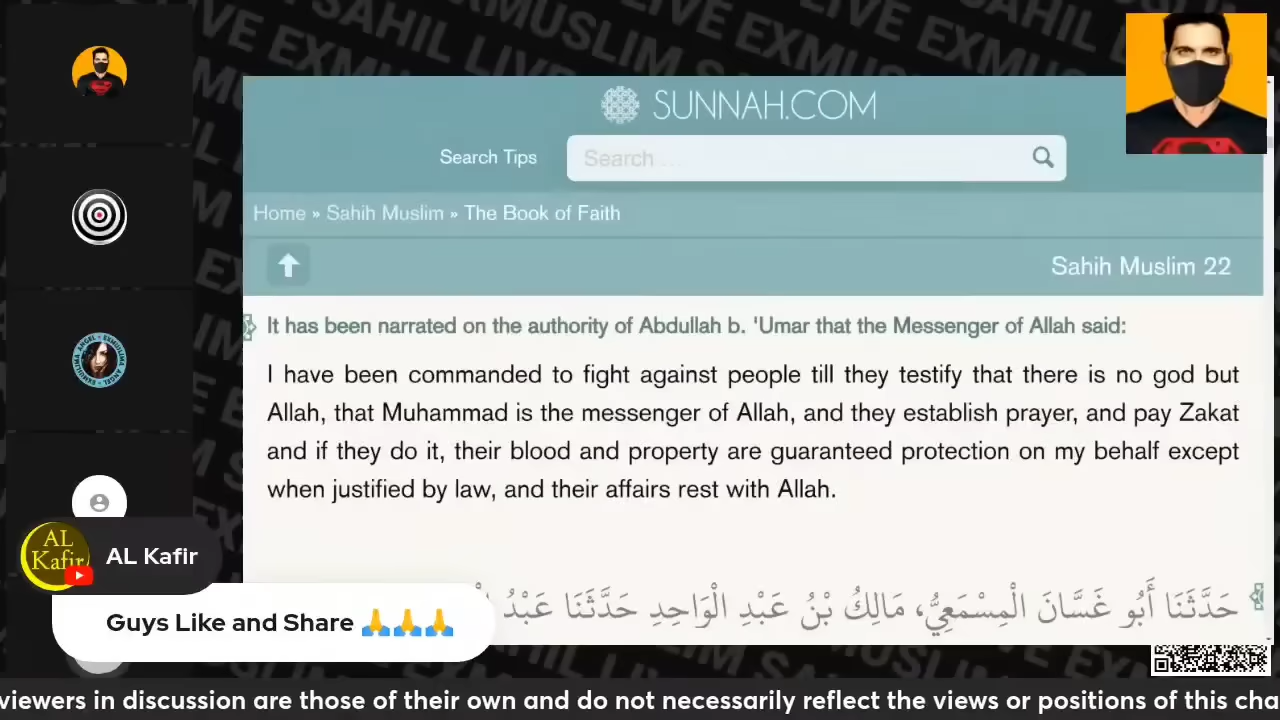 SUNNAH.COM
Search Tips
Search ...
Home » Sahih Muslim » The Book of Faith
Sahih Muslim 22
It has been narrated on the authority of Abdullah b. 'Umar that the Messenger of Allah said:
I have been commanded to fight against people till they testify that there is no god but
Allah, that Muhammad is the messenger of Allah, and they establish prayer, and pay Zakat
and if they do it, their blood and property are guaranteed protection on my behalf except
when justified by law, and their affairs rest with Allah.
حَدَّثَنَا أَبُو غَسَّانَ الْمِسْمَعِيُّ، مَالِكُ بْنُ عَبْدِ الْوَاحِدِ حَدَّثَنَا عَبْدُ
AL Kafir
AL Kafir
Guys Like and Share 🙏🙏🙏
viewers in discussion are those of their own and do not necessarily reflect the views or positions of this cha